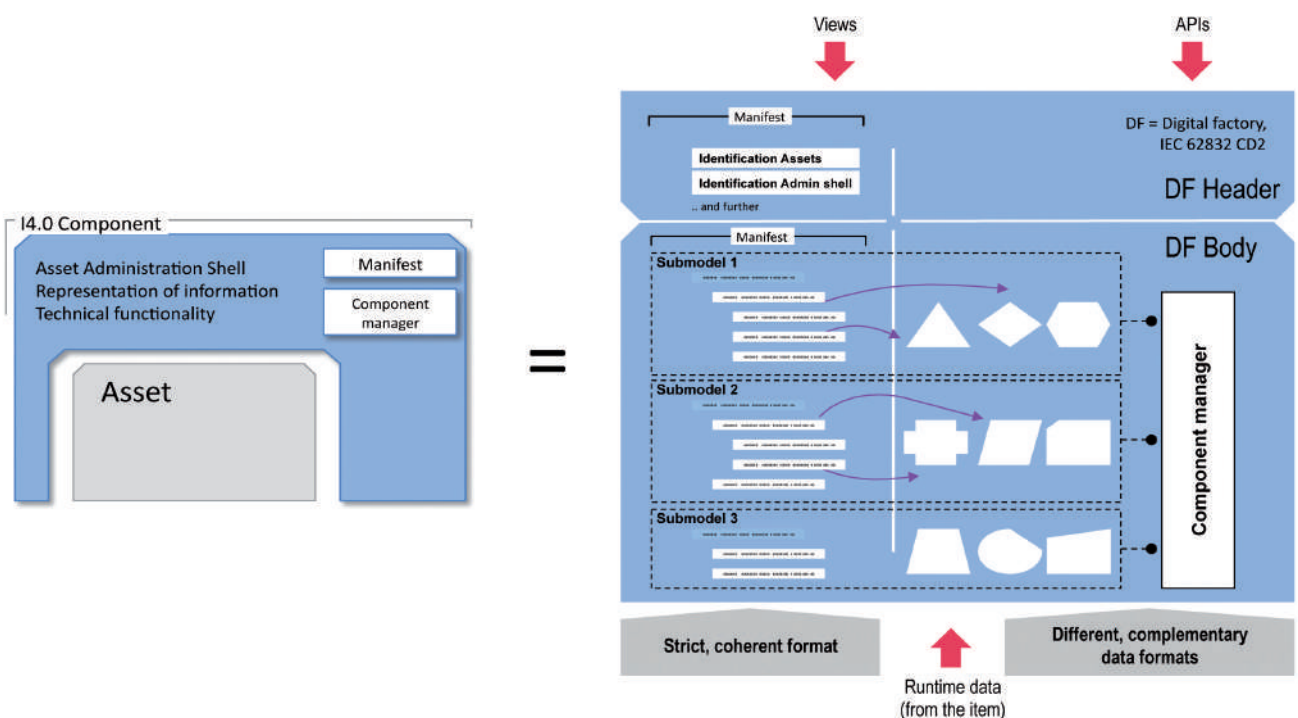 Views
APIs
Manifest
DF = Digital factory,
IEC 62832 CD2
Identification Assets
Identification Admin shell
.. and further
DF Header
I4.0 Component
Asset Administration Shell
Representation of information
Technical functionality
Manifest
Component
manager
Asset
=
Manifest
DF Body
Submodel 1
Submodel 2
Submodel 3
Component manager
Strict, coherent format
Different, complementary
data formats
Runtime data
(from the item)